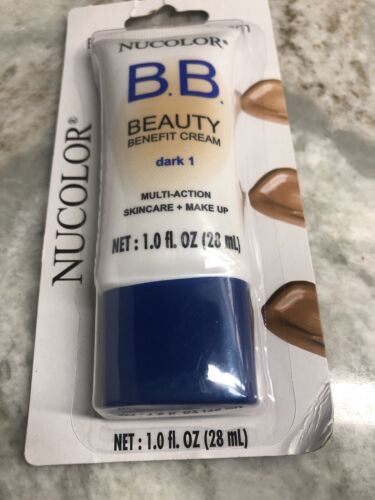 NUCOLOR®
NUCOLOR®
B.B.
BEAUTY
BENEFIT CREAM
dark 1
MULTI-ACTION
SKINCARE + MAKE UP
NET : 1.0 fl. OZ (28 mL)
NET : 1.0 fl. OZ (28 mL)